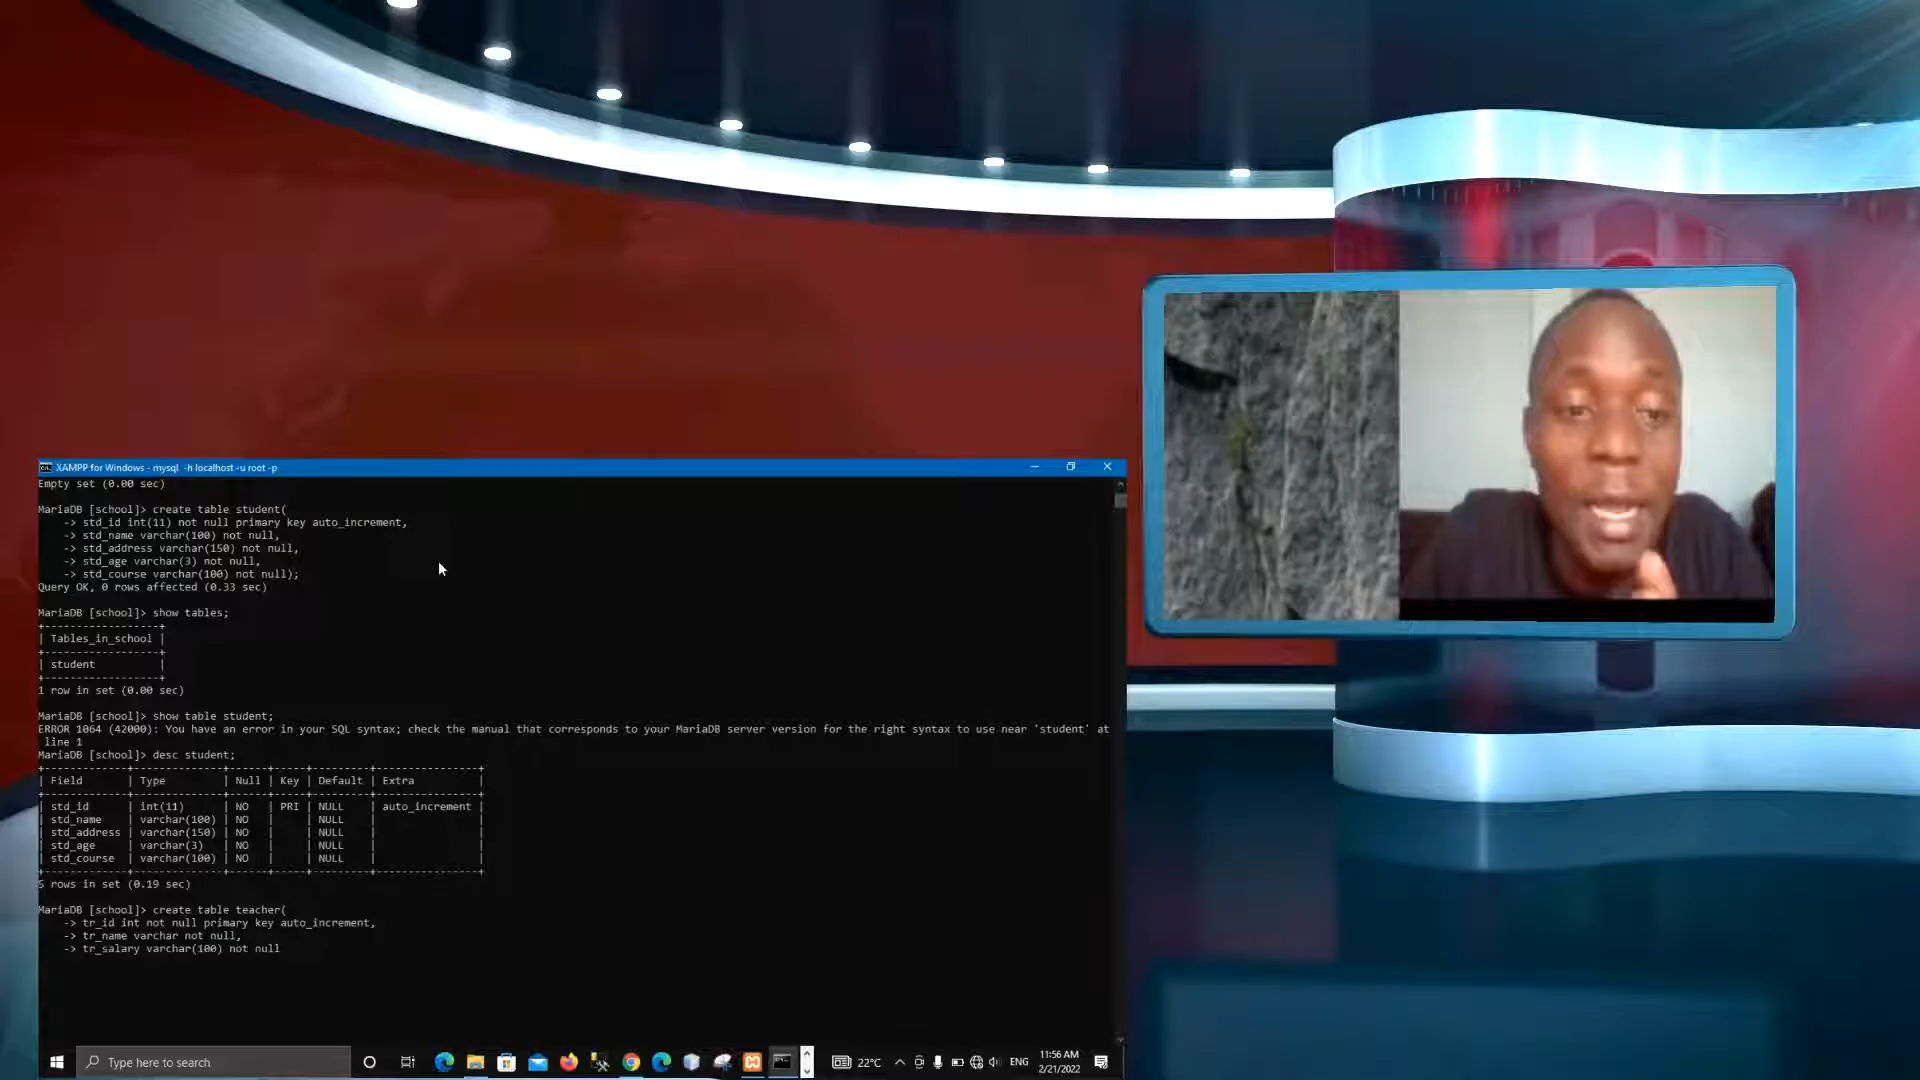 XAMPP for Windows - mysql -h localhost -u root -p
Empty set (0.00 sec)
MariaDB [school]> create table student(
-> std_id int(11) not null primary key auto_increment,
-> std_name varchar(100) not null,
-> std_address varchar(150) not null,
-> std_age varchar(3) not null,
-> std_course varchar(100) not null);
Query OK, 0 rows affected (0.33 sec)
MariaDB [school]> show tables;
+------------------+
| Tables_in_school |
+------------------+
| student          |
+------------------+
1 row in set (0.00 sec)
MariaDB [school]> show table student;
ERROR 1064 (42000): You have an error in your SQL syntax; check the manual that corresponds to your MariaDB server version for the right syntax to use near 'student' at
line 1
MariaDB [school]> desc student;
+-------------+--------------+------+-----+---------+----------------+
| Field       | Type         | Null | Key | Default | Extra          |
+-------------+--------------+------+-----+---------+----------------+
| std_id      | int(11)      | NO   | PRI | NULL    | auto_increment |
| std_name    | varchar(100) | NO   |     | NULL    |                |
| std_address | varchar(150) | NO   |     | NULL    |                |
| std_age     | varchar(3)   | NO   |     | NULL    |                |
| std_course  | varchar(100) | NO   |     | NULL    |                |
+-------------+--------------+------+-----+---------+----------------+
5 rows in set (0.19 sec)
MariaDB [school]> create table teacher(
-> tr_id int not null primary key auto_increment,
-> tr_name varchar not null,
-> tr_salary varchar(100) not null
Type here to search
22°C
ENG
11:56 AM
2/21/2022